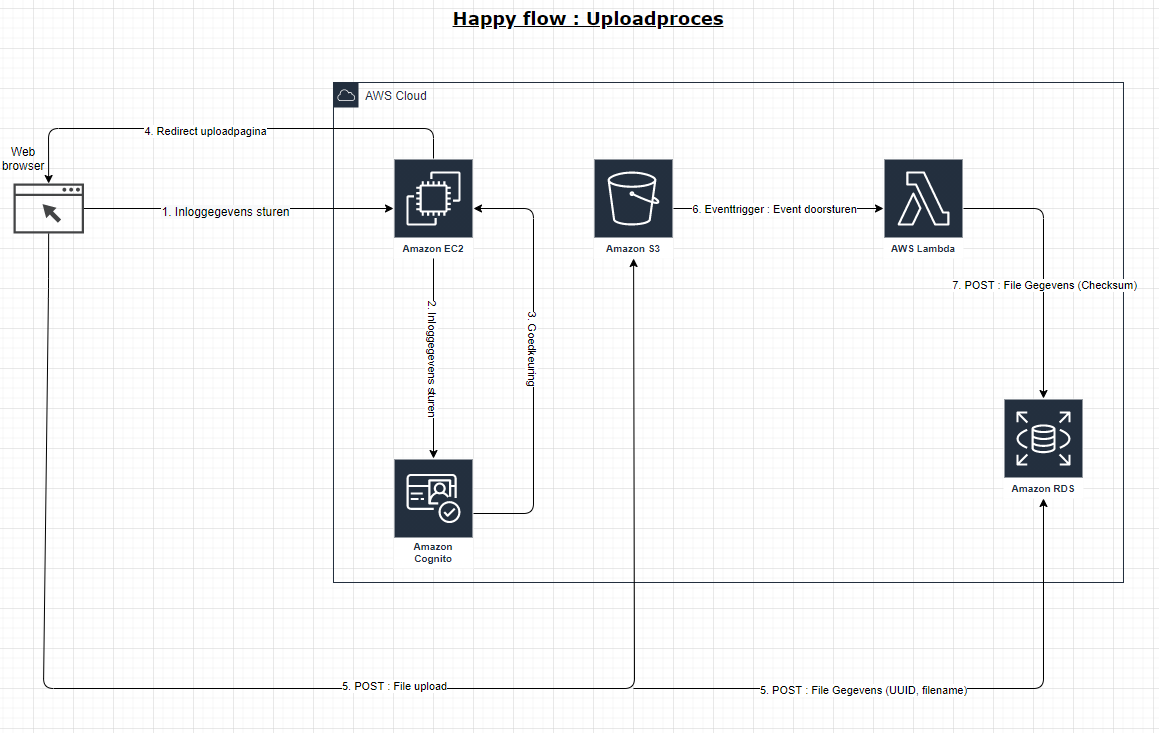 Happy flow : Uploadproces
AWS Cloud
4. Redirect uploadpagina
Web
browser
1. Inloggegevens sturen
6. Eventtrigger : Event doorsturen
Amazon EC2
Amazon S3
AWS Lambda
7. POST : File Gegevens (Checksum)
2. Inloggegevens sturen
3. Goedkeuring
Amazon RDS
Amazon
Cognito
5. POST : File upload
5. POST : File Gegevens (UUID, filename)